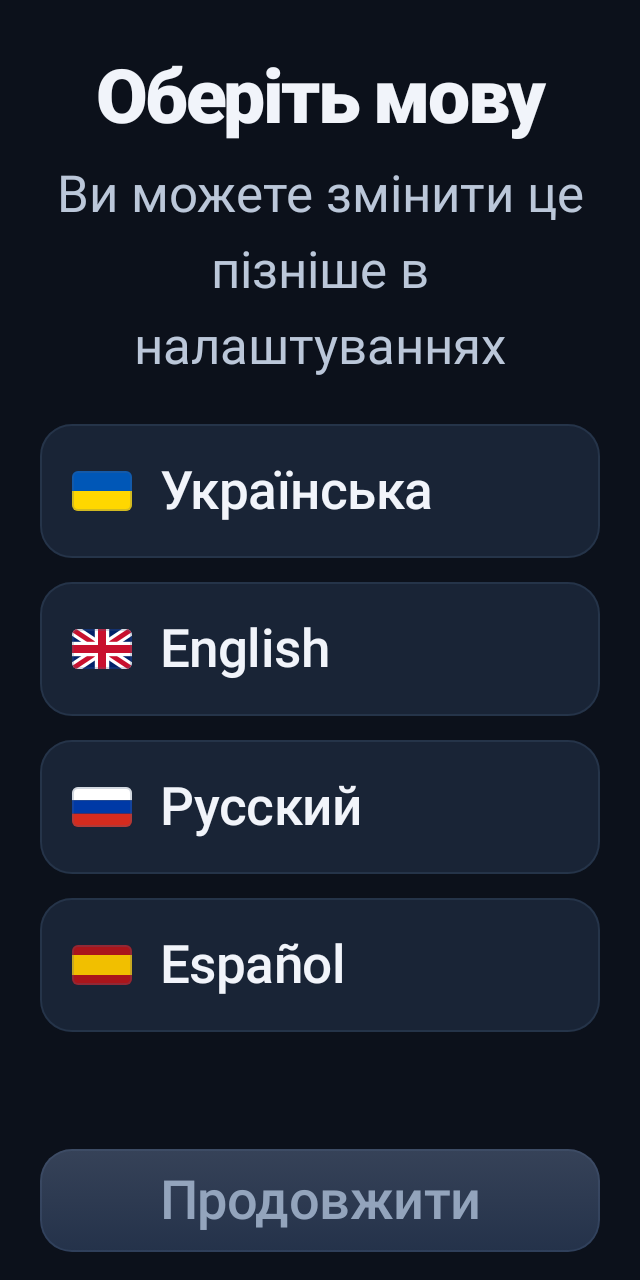 Оберіть мову
Ви можете змінити це
пізніше в
налаштуваннях
Українська
English
Русский
Español
Продовжити